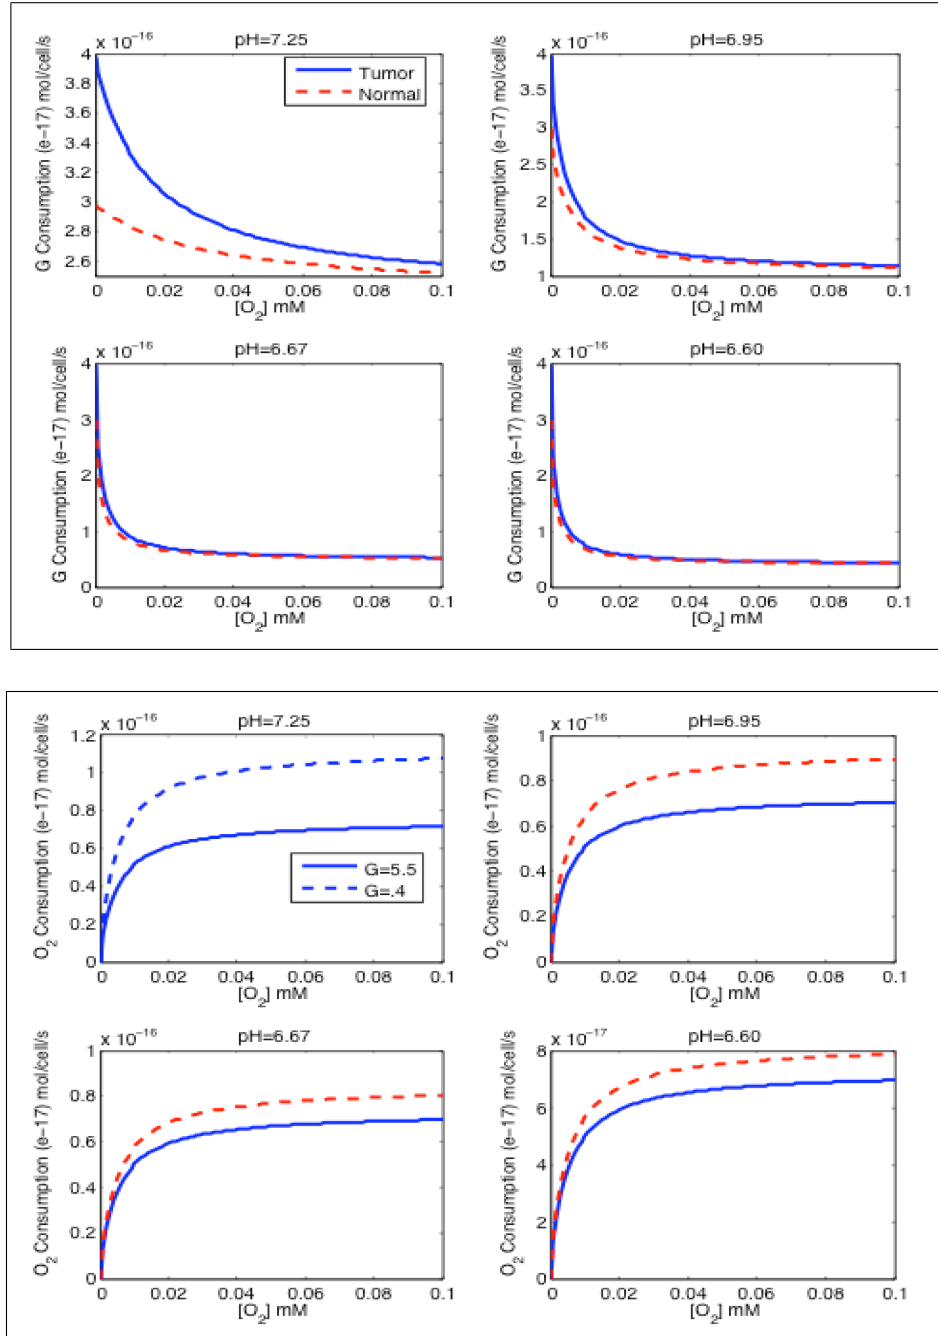 x 10⁻¹⁶ pH=7.25
G Consumption (e−17) mol/cell/s
4
3.8
3.6
3.4
3.2
3
2.8
2.6
Tumor
Normal
0 0.02 0.04 0.06 0.08 0.1
[O₂] mM
x 10⁻¹⁶ pH=6.95
G Consumption (e−17) mol/cell/s
4
3.5
3
2.5
2
1.5
1
0 0.02 0.04 0.06 0.08 0.1
[O₂] mM
x 10⁻¹⁶ pH=6.67
G Consumption (e−17) mol/cell/s
4
3
2
1
0
0 0.02 0.04 0.06 0.08 0.1
[O₂] mM
x 10⁻¹⁶ pH=6.60
G Consumption (e−17) mol/cell/s
4
3
2
1
0
0 0.02 0.04 0.06 0.08 0.1
[O₂] mM
x 10⁻¹⁶ pH=7.25
O₂ Consumption (e−17) mol/cell/s
1.2
1
0.8
0.6
0.4
0.2
0
G=5.5
G=.4
0 0.02 0.04 0.06 0.08 0.1
[O₂] mM
x 10⁻¹⁶ pH=6.95
O₂ Consumption (e−17) mol/cell/s
1
0.8
0.6
0.4
0.2
0
0 0.02 0.04 0.06 0.08 0.1
[O₂] mM
x 10⁻¹⁶ pH=6.67
O₂ Consumption (e−17) mol/cell/s
1
0.8
0.6
0.4
0.2
0
0 0.02 0.04 0.06 0.08 0.1
[O₂] mM
x 10⁻¹⁷ pH=6.60
O₂ Consumption (e−17) mol/cell/s
8
6
4
2
0
0 0.02 0.04 0.06 0.08 0.1
[O₂] mM